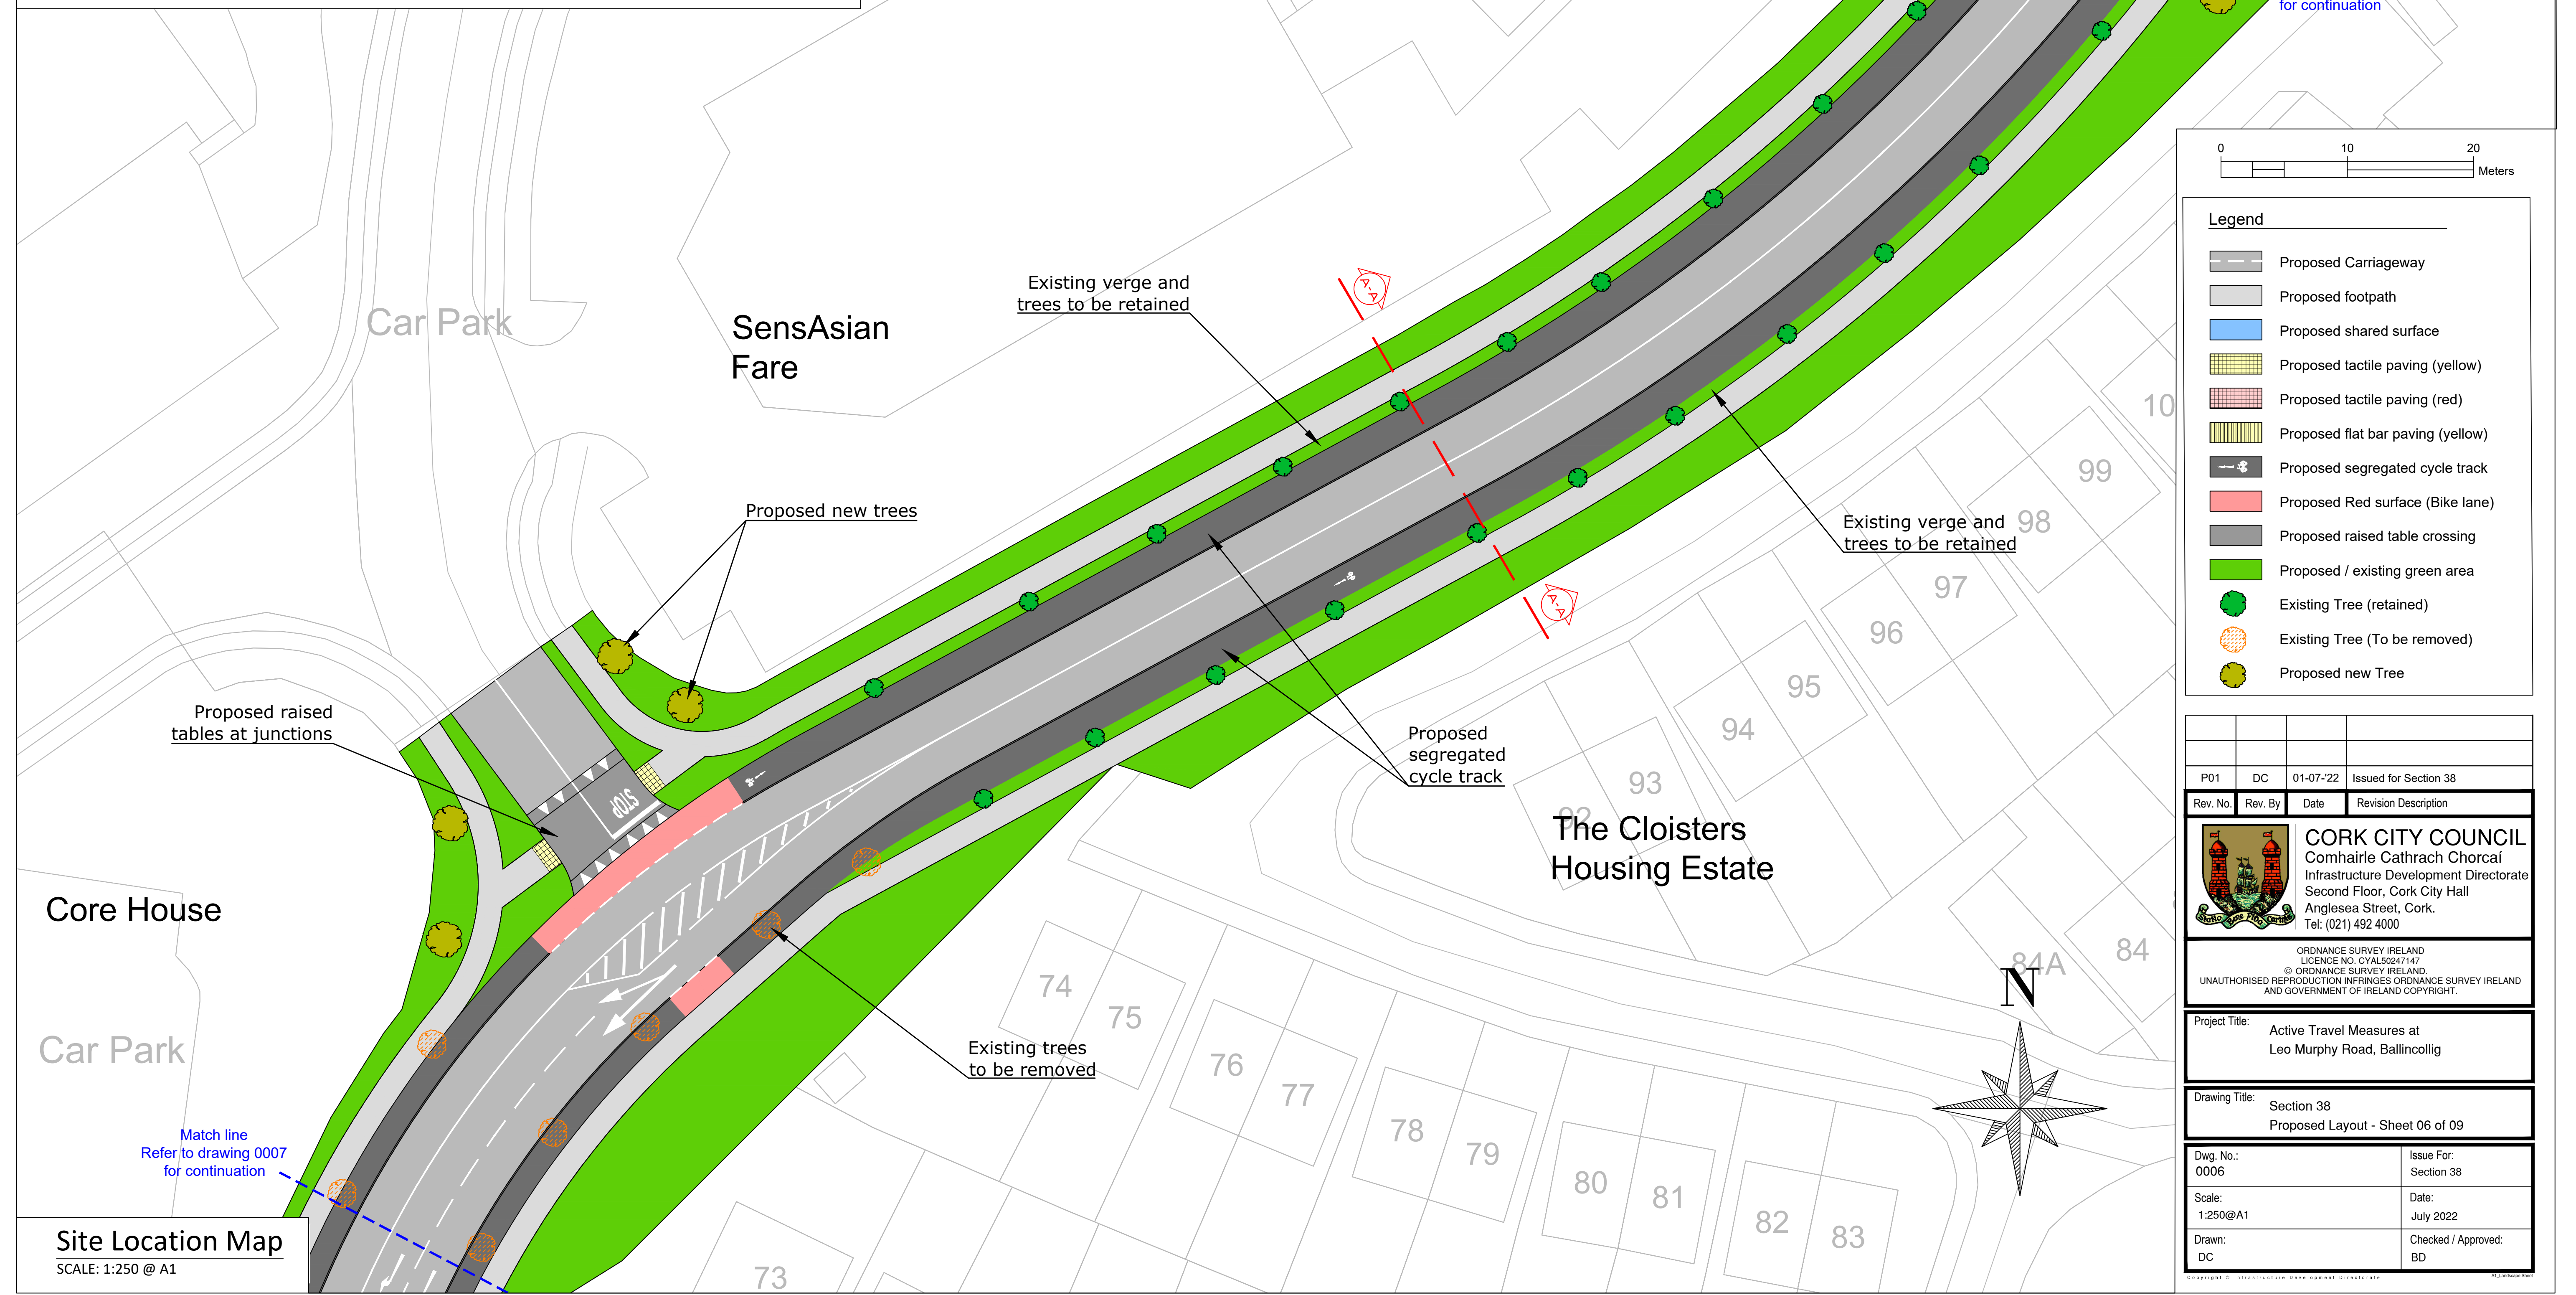 for continuation
0 10 20
Meters
Legend
Proposed Carriageway
Proposed footpath
Proposed shared surface
Proposed tactile paving (yellow)
Proposed tactile paving (red)
Proposed flat bar paving (yellow)
Proposed segregated cycle track
Proposed Red surface (Bike lane)
Proposed raised table crossing
Proposed / existing green area
Existing Tree (retained)
Existing Tree (To be removed)
Proposed new Tree
Car Park
SensAsian
Fare
Existing verge and
trees to be retained
A-A
Proposed new trees
Existing verge and
trees to be retained
A-A
Proposed raised
tables at junctions
STOP
Proposed
segregated
cycle track
Core House
Car Park
Existing trees
to be removed
The Cloisters
Housing Estate
10
99
98
97
96
95
94
93
92
84A
84
74
75
76
77
78
79
80
81
82
83
73
N
Match line
Refer to drawing 0007
for continuation
Site Location Map
SCALE: 1:250 @ A1
P01 DC 01-07-'22 Issued for Section 38
Rev. No. Rev. By Date Revision Description
CORK CITY COUNCIL
Comhairle Cathrach Chorcaí
Infrastructure Development Directorate
Second Floor, Cork City Hall
Anglesea Street, Cork.
Tel: (021) 492 4000
Statio Bene Fida Carinis
ORDNANCE SURVEY IRELAND
LICENCE NO. CYAL50247147
© ORDNANCE SURVEY IRELAND.
UNAUTHORISED REPRODUCTION INFRINGES ORDNANCE SURVEY IRELAND
AND GOVERNMENT OF IRELAND COPYRIGHT.
Project Title:
Active Travel Measures at
Leo Murphy Road, Ballincollig
Drawing Title:
Section 38
Proposed Layout - Sheet 06 of 09
Dwg. No.:
0006
Issue For:
Section 38
Scale:
1:250@A1
Date:
July 2022
Drawn:
DC
Checked / Approved:
BD
Copyright © Infrastructure Development Directorate
A1_Landscape Sheet